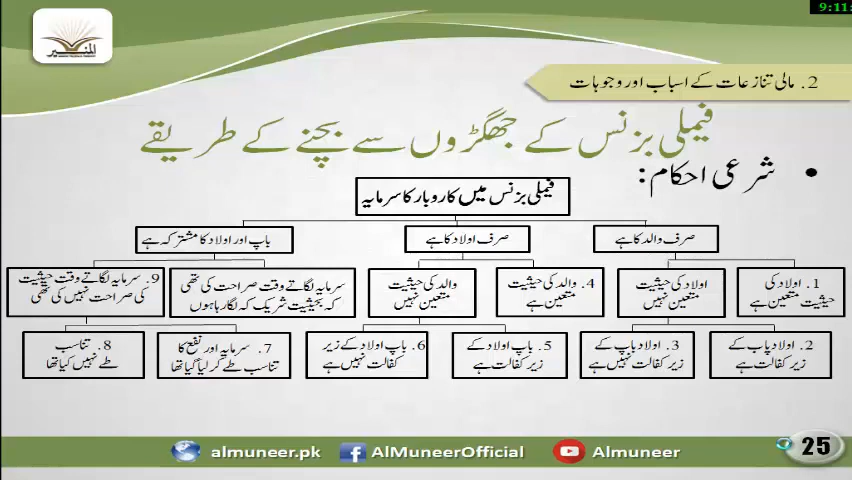 9:11:
المنیر
2. مالی تنازعات کے اسباب اور وجوہات
فیملی بزنس کے جھگڑوں سے بچنے کے طریقے
• شرعی احکام:
فیملی بزنس میں کاروبار کا سرمایہ
صرف والد کا ہے
صرف اولاد کا ہے
باپ اور اولاد کا مشترکہ ہے
1. اولاد کی
حیثیت متعین ہے
اولاد کی حیثیت
متعین نہیں
4. والد کی حیثیت
متعین ہے
والد کی حیثیت
متعین نہیں
سرمایہ لگاتے وقت صراحت کی تھی
کہ بحیثیت شریک کہ لگا رہا ہوں
9. سرمایہ لگاتے وقت حیثیت
کی صراحت نہیں کی تھی
2. اولاد باپ کے
زیر کفالت ہے
3. اولاد باپ کے
زیر کفالت نہیں ہے
5. باپ اولاد کے
زیر کفالت ہے
6. باپ اولاد کے زیر
کفالت نہیں ہے
7. سرمایہ اور نفع کا
تناسب طے کر لیا گیا تھا
8. تناسب
طے نہیں کیا تھا
almuneer.pk
AlMuneerOfficial
Almuneer
25